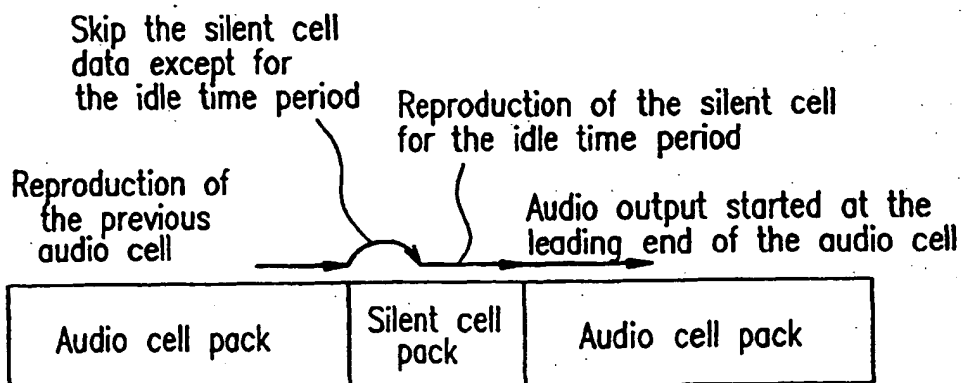 Skip the silent cell
data except for
the idle time period
Reproduction of the silent cell
for the idle time period
Reproduction of
the previous
audio cell
Audio output started at the
leading end of the audio cell
Audio cell pack
Silent cell
pack
Audio cell pack